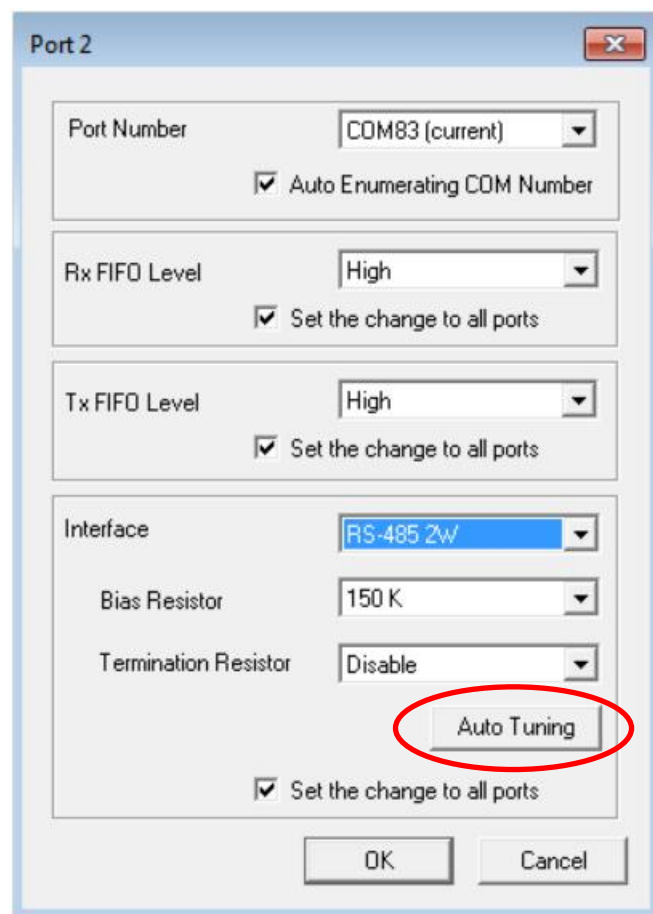 Port 2
Port Number
COM83 (current)
Auto Enumerating COM Number
Rx FIFO Level
High
Set the change to all ports
Tx FIFO Level
High
Set the change to all ports
Interface
RS-485 2W
Bias Resistor
150 K
Termination Resistor
Disable
Auto Tuning
Set the change to all ports
OK
Cancel